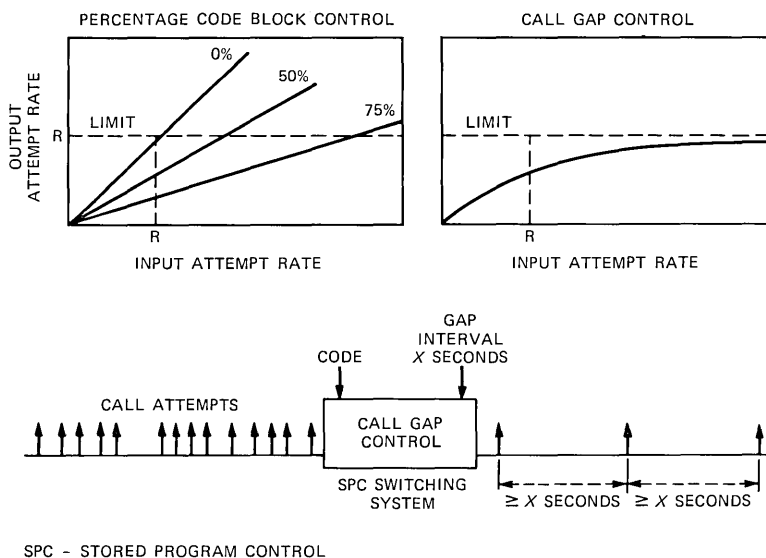 PERCENTAGE CODE BLOCK CONTROL
0%
50%
75%
LIMIT
R
OUTPUT
ATTEMPT RATE
R
INPUT ATTEMPT RATE
CALL GAP CONTROL
LIMIT
R
INPUT ATTEMPT RATE
GAP
INTERVAL
X SECONDS
CODE
CALL ATTEMPTS
CALL GAP
CONTROL
SPC SWITCHING
SYSTEM
≧ X SECONDS
≧ X SECONDS
SPC - STORED PROGRAM CONTROL